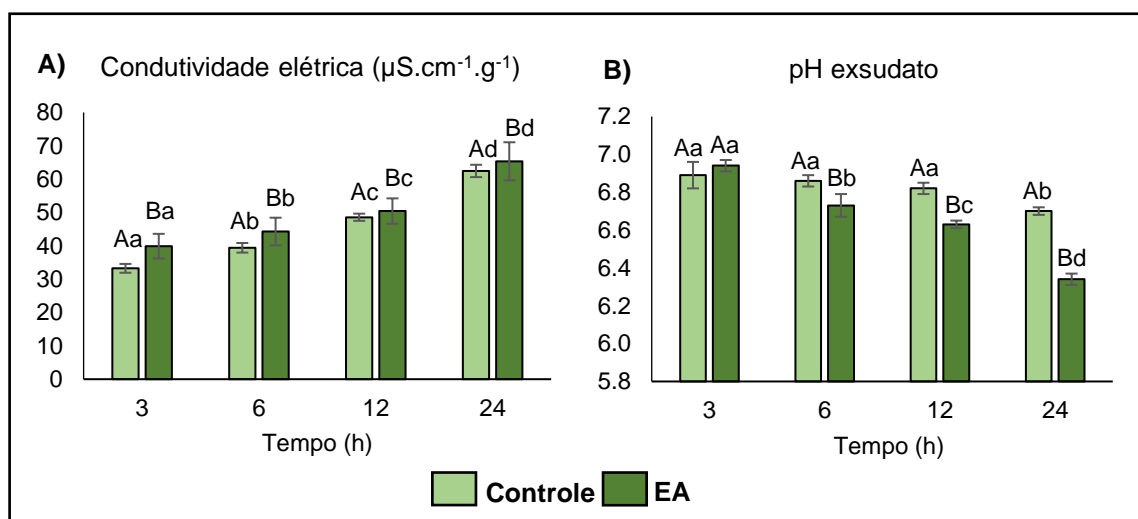 A) Condutividade elétrica (µS.cm⁻¹.g⁻¹)
80
70
60
50
40
30
20
10
0
Aa Ba Ab Bb Ac Bc Ad Bd
3 6 12 24
Tempo (h)
B) pH exsudato
7.2
7.0
6.8
6.6
6.4
6.2
6.0
5.8
Aa Aa Aa Bb Aa Bc Ab Bd
3 6 12 24
Tempo (h)
Controle EA